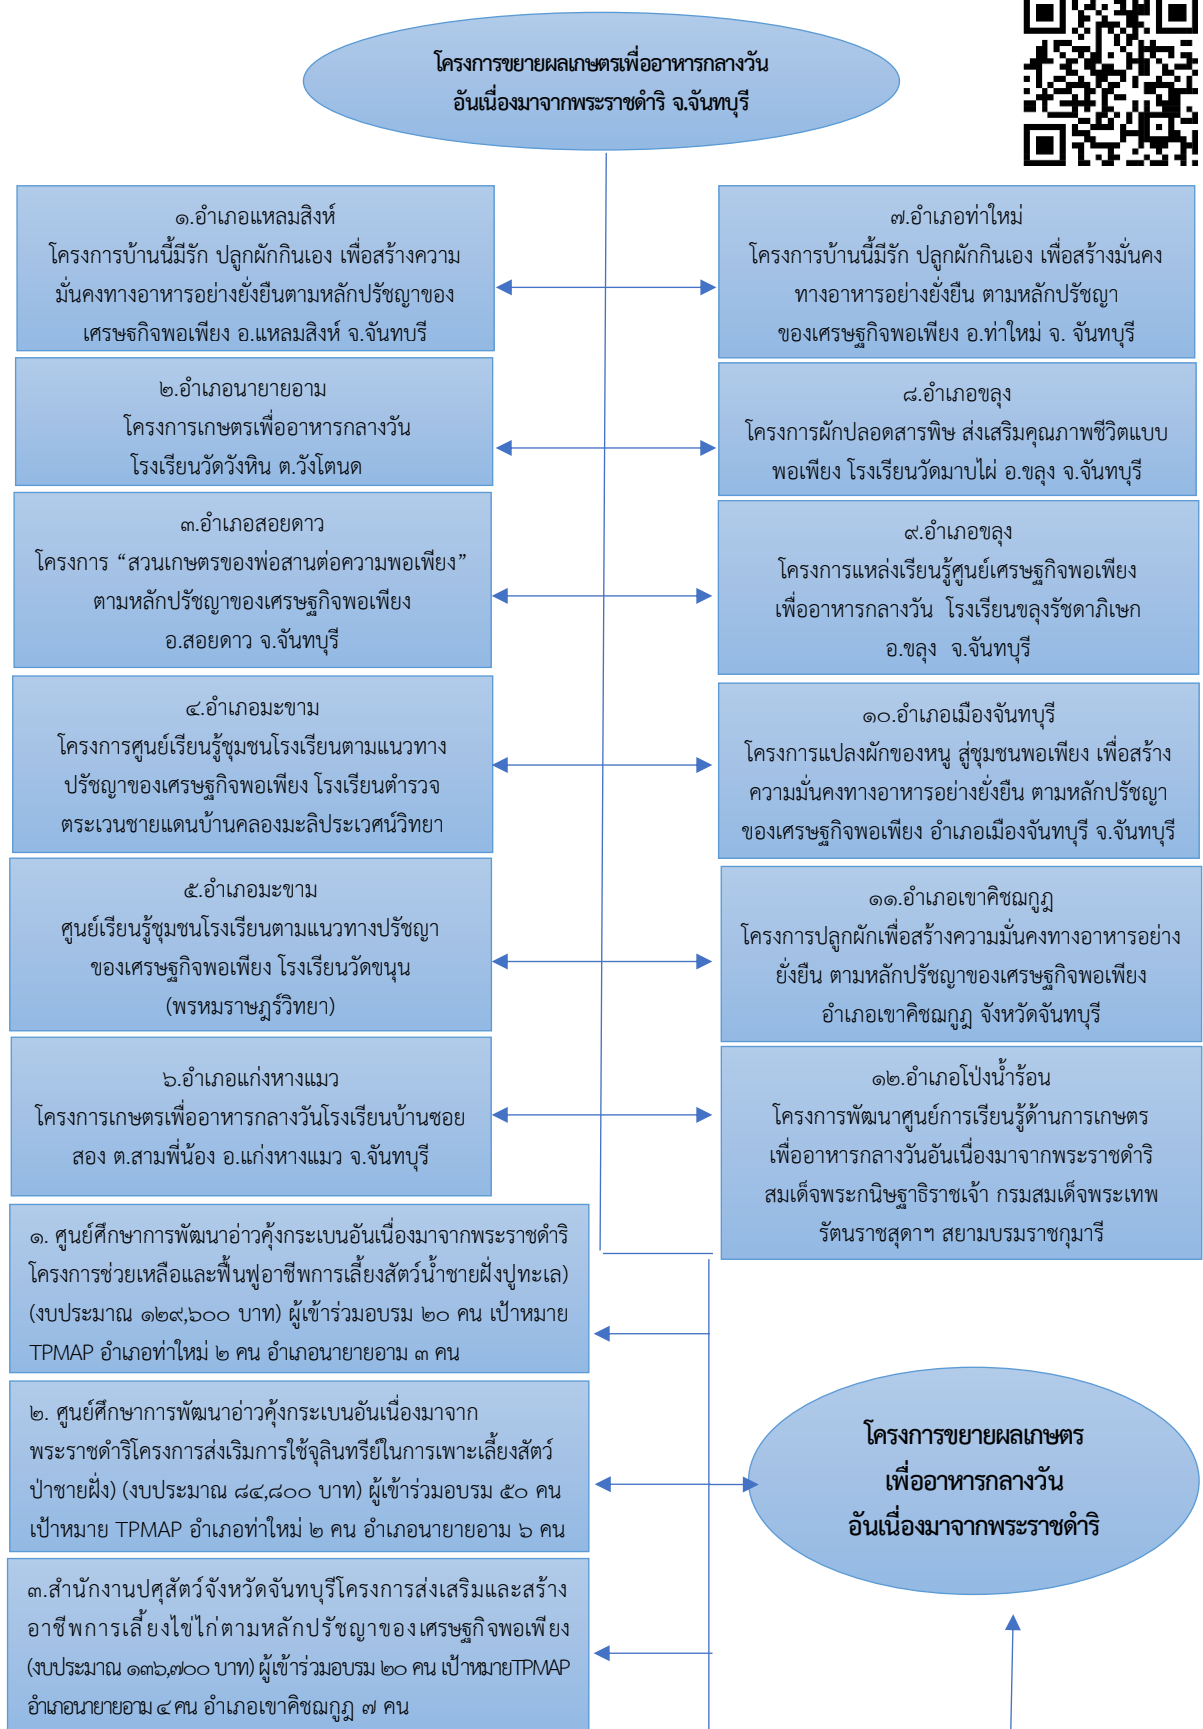 โครงการขยายผลเกษตรเพื่ออาหารกลางวัน
อันเนื่องมาจากพระราชดำริ จ.จันทบุรี
๑.อำเภอแหลมสิงห์
โครงการบ้านนี้มีรัก ปลูกผักกินเอง เพื่อสร้างความ
มั่นคงทางอาหารอย่างยั่งยืนตามหลักปรัชญาของ
เศรษฐกิจพอเพียง อ.แหลมสิงห์ จ.จันทบุรี
๒.อำเภอนายายอาม
โครงการเกษตรเพื่ออาหารกลางวัน
โรงเรียนวัดวังหิน ต.วังโตนด
๓.อำเภอสอยดาว
โครงการ “สวนเกษตรของพ่อสานต่อความพอเพียง”
ตามหลักปรัชญาของเศรษฐกิจพอเพียง
อ.สอยดาว จ.จันทบุรี
๔.อำเภอมะขาม
โครงการศูนย์เรียนรู้ชุมชนโรงเรียนตามแนวทาง
ปรัชญาของเศรษฐกิจพอเพียง โรงเรียนตำรวจ
ตระเวนชายแดนบ้านคลองมะลิประเวศน์วิทยา
๕.อำเภอมะขาม
ศูนย์เรียนรู้ชุมชนโรงเรียนตามแนวทางปรัชญา
ของเศรษฐกิจพอเพียง โรงเรียนวัดขนุน
(พรหมราษฎร์วิทยา)
๖.อำเภอแก่งหางแมว
โครงการเกษตรเพื่ออาหารกลางวันโรงเรียนบ้านซอย
สอง ต.สามพี่น้อง อ.แก่งหางแมว จ.จันทบุรี
๗.อำเภอท่าใหม่
โครงการบ้านนี้มีรัก ปลูกผักกินเอง เพื่อสร้างมั่นคง
ทางอาหารอย่างยั่งยืน ตามหลักปรัชญา
ของเศรษฐกิจพอเพียง อ.ท่าใหม่ จ. จันทบุรี
๘.อำเภอขลุง
โครงการผักปลอดสารพิษ ส่งเสริมคุณภาพชีวิตแบบ
พอเพียง โรงเรียนวัดมาบไผ่ อ.ขลุง จ.จันทบุรี
๙.อำเภอขลุง
โครงการแหล่งเรียนรู้ศูนย์เศรษฐกิจพอเพียง
เพื่ออาหารกลางวัน โรงเรียนขลุงรัชดาภิเษก
อ.ขลุง จ.จันทบุรี
๑๐.อำเภอเมืองจันทบุรี
โครงการแปลงผักของหนู สู่ชุมชนพอเพียง เพื่อสร้าง
ความมั่นคงทางอาหารอย่างยั่งยืน ตามหลักปรัชญา
ของเศรษฐกิจพอเพียง อำเภอเมืองจันทบุรี จ.จันทบุรี
๑๑.อำเภอเขาคิชฌกูฏ
โครงการปลูกผักเพื่อสร้างความมั่นคงทางอาหารอย่าง
ยั่งยืน ตามหลักปรัชญาของเศรษฐกิจพอเพียง
อำเภอเขาคิชฌกูฏ จังหวัดจันทบุรี
๑๒.อำเภอโป่งน้ำร้อน
โครงการพัฒนาศูนย์การเรียนรู้ด้านการเกษตร
เพื่ออาหารกลางวันอันเนื่องมาจากพระราชดำริ
สมเด็จพระกนิษฐาธิราชเจ้า กรมสมเด็จพระเทพ
รัตนราชสุดาฯ สยามบรมราชกุมารี
๑. ศูนย์ศึกษาการพัฒนาอ่าวคุ้งกระเบนอันเนื่องมาจากพระราชดำริ
โครงการช่วยเหลือและฟื้นฟูอาชีพการเลี้ยงสัตว์น้ำชายฝั่งปูทะเล)
(งบประมาณ ๑๒๙,๖๐๐ บาท) ผู้เข้าร่วมอบรม ๒๐ คน เป้าหมาย
TPMAP อำเภอท่าใหม่ ๒ คน อำเภอนายายอาม ๓ คน
๒. ศูนย์ศึกษาการพัฒนาอ่าวคุ้งกระเบนอันเนื่องมาจาก
พระราชดำริโครงการส่งเริมการใช้จุลินทรีย์ในการเพาะเลี้ยงสัตว์
ป่าชายฝั่ง) (งบประมาณ ๘๔,๘๐๐ บาท) ผู้เข้าร่วมอบรม ๕๐ คน
เป้าหมาย TPMAP อำเภอท่าใหม่ ๒ คน อำเภอนายายอาม ๖ คน
๓.สำนักงานปศุสัตว์จังหวัดจันทบุรีโครงการส่งเสริมและสร้าง
อาชีพการเลี้ยงไข่ไก่ตามหลักปรัชญาของเศรษฐกิจพอเพียง
(งบประมาณ ๑๓๖,๗๐๐ บาท) ผู้เข้าร่วมอบรม ๒๐ คน เป้าหมายTPMAP
อำเภอนายายอาม ๔ คน อำเภอเขาคิชฌกูฏ ๗ คน
โครงการขยายผลเกษตร
เพื่ออาหารกลางวัน
อันเนื่องมาจากพระราชดำริ